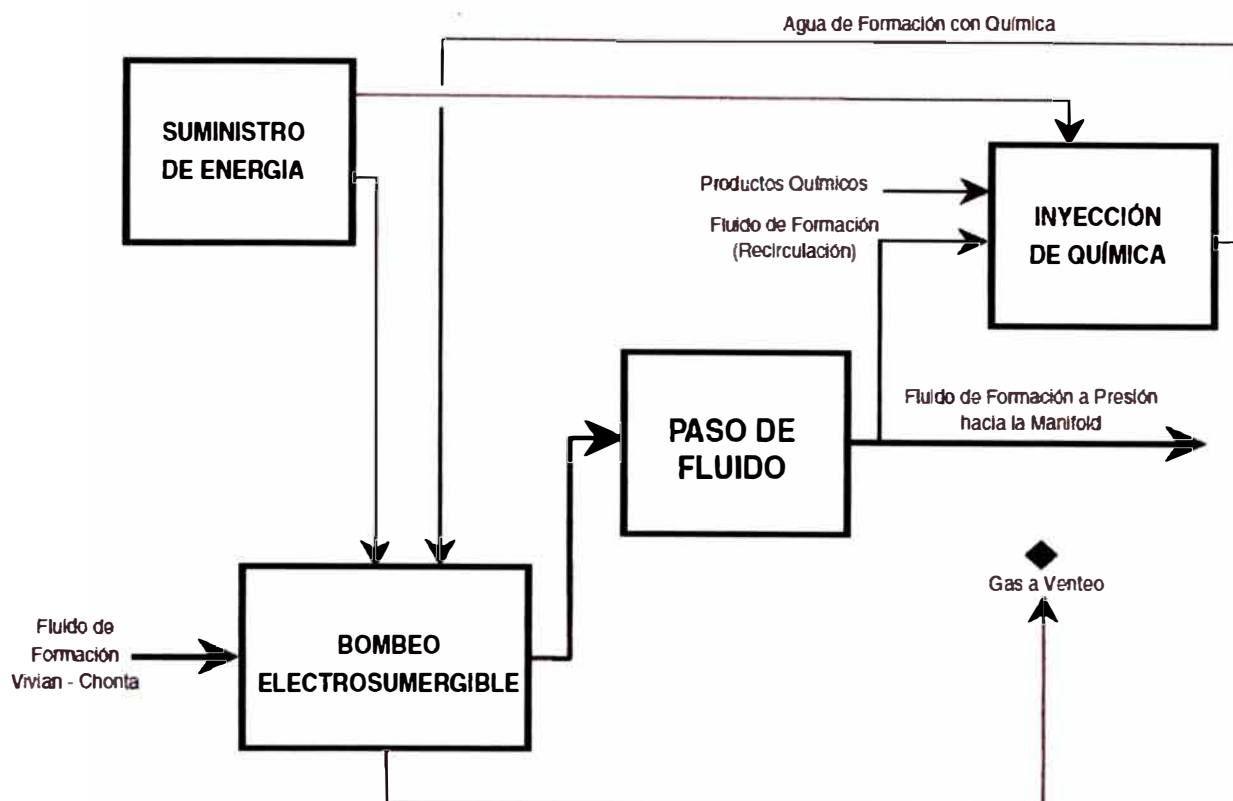 Agua de Formación con Química
SUMINISTRO
DE ENERGIA
Productos Químicos
Fluido de Formación
(Recirculación)
INYECCIÓN
DE QUÍMICA
PASO DE
FLUIDO
Fluido de Formación a Presión
hacia la Manifold
Gas a Venteo
Fluido de
Formación
Vivian - Chonta
BOMBEO
ELECTROSUMERGIBLE